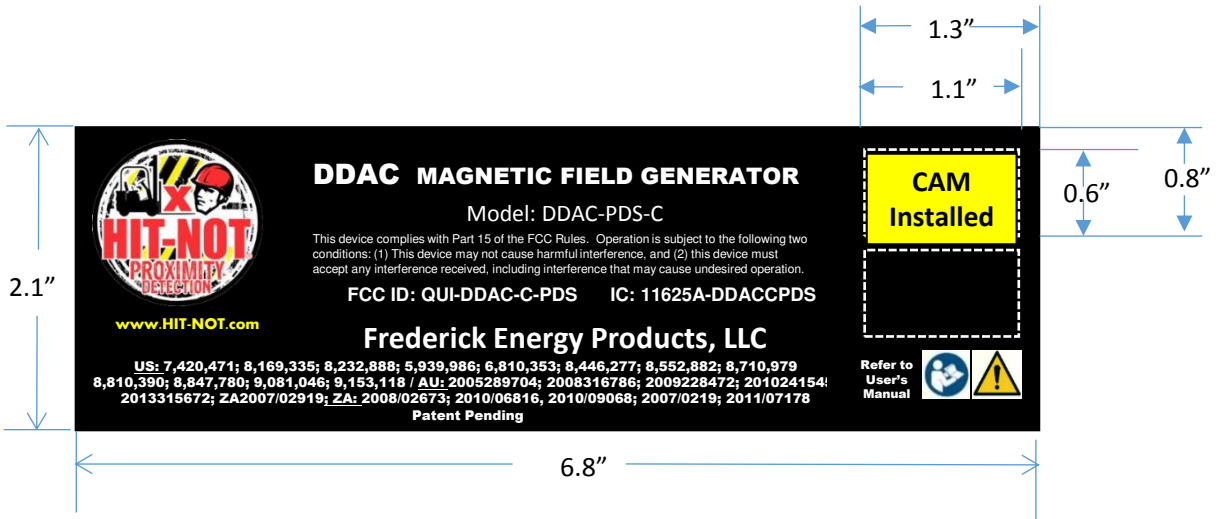 1.3”
1.1”
HIT-NOT
PROXIMITY
DETECTION
www.HIT-NOT.com
DDAC MAGNETIC FIELD GENERATOR
Model: DDAC-PDS-C
This device complies with Part 15 of the FCC Rules. Operation is subject to the following two
conditions: (1) This device may not cause harmful interference, and (2) this device must
accept any interference received, including interference that may cause undesired operation.
FCC ID: QUI-DDAC-C-PDS IC: 11625A-DDACCPDS
Frederick Energy Products, LLC
US: 7,420,471; 8,169,335; 8,232,888; 5,939,986; 6,810,353; 8,446,277; 8,552,882; 8,710,979
8,810,390; 8,847,780; 9,081,046; 9,153,118 / AU: 2005289704; 2008316786; 2009228472; 201024154
2013315672; ZA2007/02919; ZA: 2008/02673; 2010/06816, 2010/09068; 2007/0219; 2011/07178
Patent Pending
CAM
Installed
Refer to
User’s
Manual
0.6”
0.8”
2.1”
6.8”